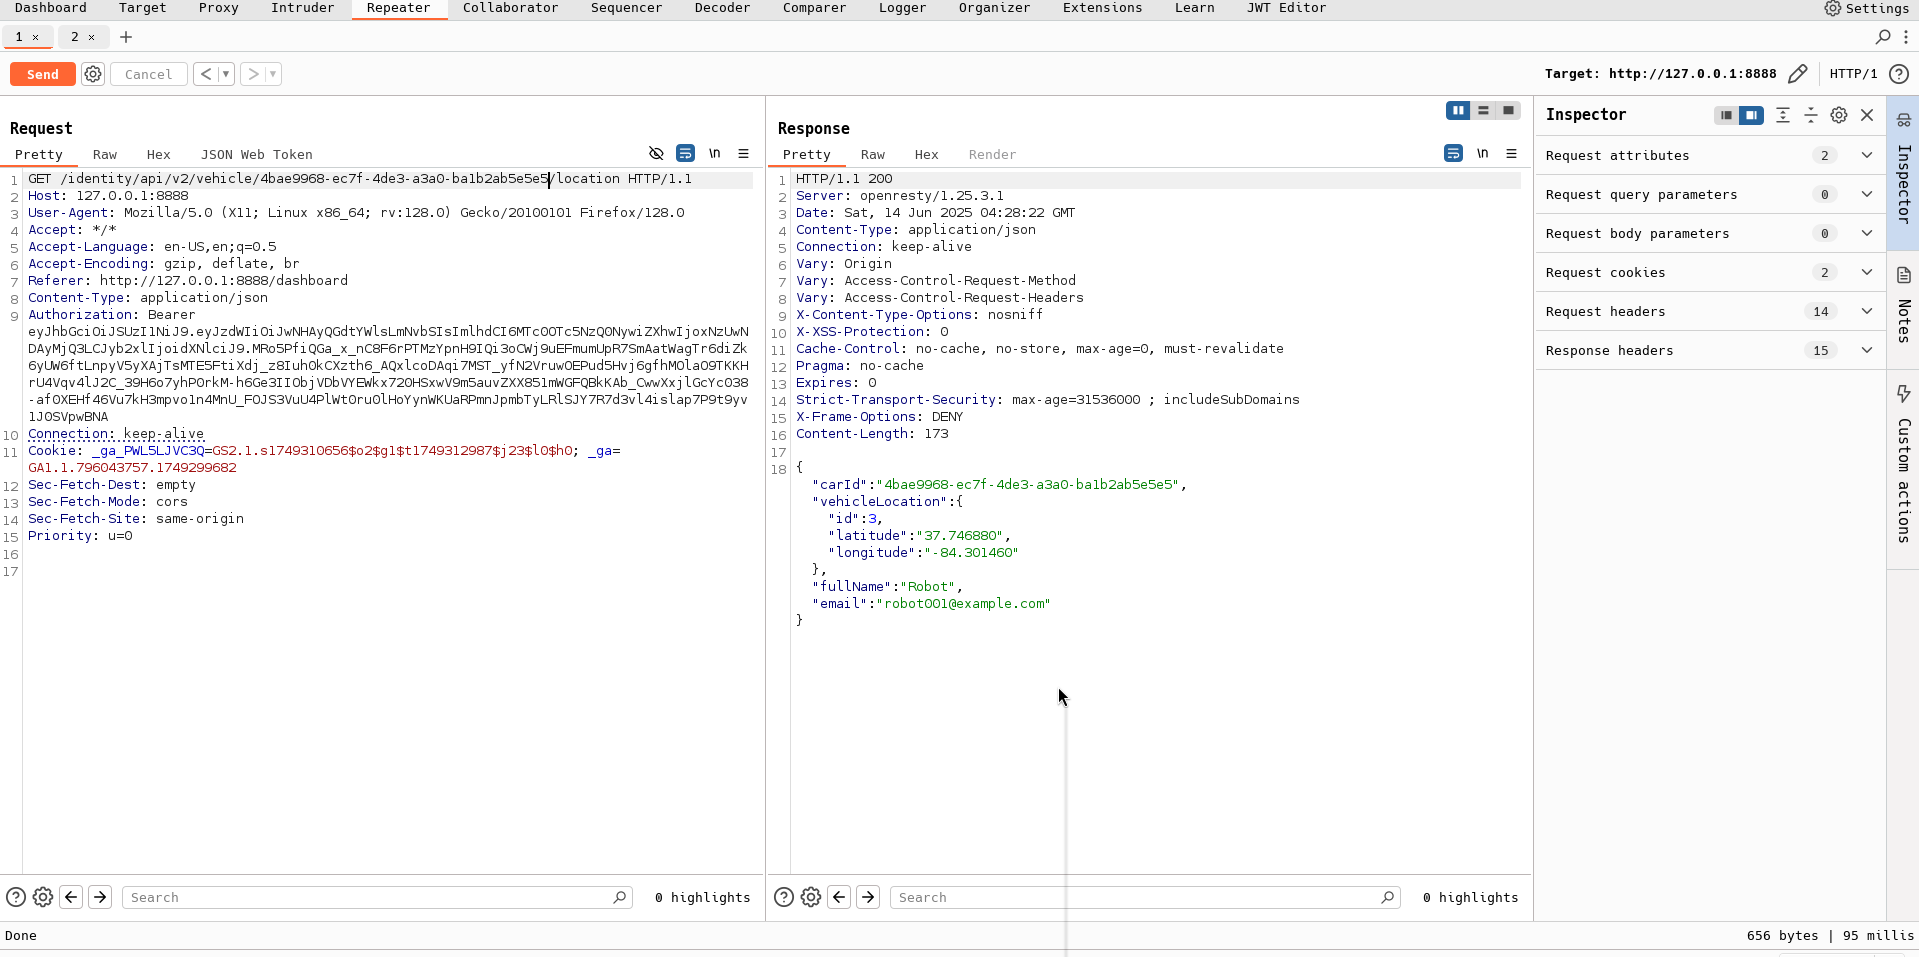 Dashboard Target Proxy Intruder Repeater Collaborator Sequencer Decoder Comparer Logger Organizer Extensions Learn JWT Editor Settings
1 × 2 × +
Send Cancel < > Target: http://127.0.0.1:8888 HTTP/1
Request
Pretty Raw Hex JSON Web Token \n
1 GET /identity/api/v2/vehicle/4bae9968-ec7f-4de3-a3a0-ba1b2ab5e5e5/location HTTP/1.1
2 Host: 127.0.0.1:8888
3 User-Agent: Mozilla/5.0 (X11; Linux x86_64; rv:128.0) Gecko/20100101 Firefox/128.0
4 Accept: */*
5 Accept-Language: en-US,en;q=0.5
6 Accept-Encoding: gzip, deflate, br
7 Referer: http://127.0.0.1:8888/dashboard
8 Content-Type: application/json
9 Authorization: Bearer
10 Connection: keep-alive
11 Cookie: _ga_PWL5LJVC3Q=GS2.1.s1749310656$o2$g1$t1749312987$j23$l0$h0; _ga=
GA1.1.796043757.1749299682
12 Sec-Fetch-Dest: empty
13 Sec-Fetch-Mode: cors
14 Sec-Fetch-Site: same-origin
15 Priority: u=0
16
17
Search 0 highlights
Response
Pretty Raw Hex Render \n
1 HTTP/1.1 200
2 Server: openresty/1.25.3.1
3 Date: Sat, 14 Jun 2025 04:28:22 GMT
4 Content-Type: application/json
5 Connection: keep-alive
6 Vary: Origin
7 Vary: Access-Control-Request-Method
8 Vary: Access-Control-Request-Headers
9 X-Content-Type-Options: nosniff
10 X-XSS-Protection: 0
11 Cache-Control: no-cache, no-store, max-age=0, must-revalidate
12 Pragma: no-cache
13 Expires: 0
14 Strict-Transport-Security: max-age=31536000 ; includeSubDomains
15 X-Frame-Options: DENY
16 Content-Length: 173
17
18 {
"carId":"4bae9968-ec7f-4de3-a3a0-ba1b2ab5e5e5",
"vehicleLocation":{
"id":3,
"latitude":"37.746880",
"longitude":"-84.301460"
},
"fullName":"Robot",
"email":"robot001@example.com"
}
Search 0 highlights
Inspector
Request attributes 2
Request query parameters 0
Request body parameters 0
Request cookies 2
Request headers 14
Response headers 15
Inspector
Notes
Custom actions
Done 656 bytes | 95 millis